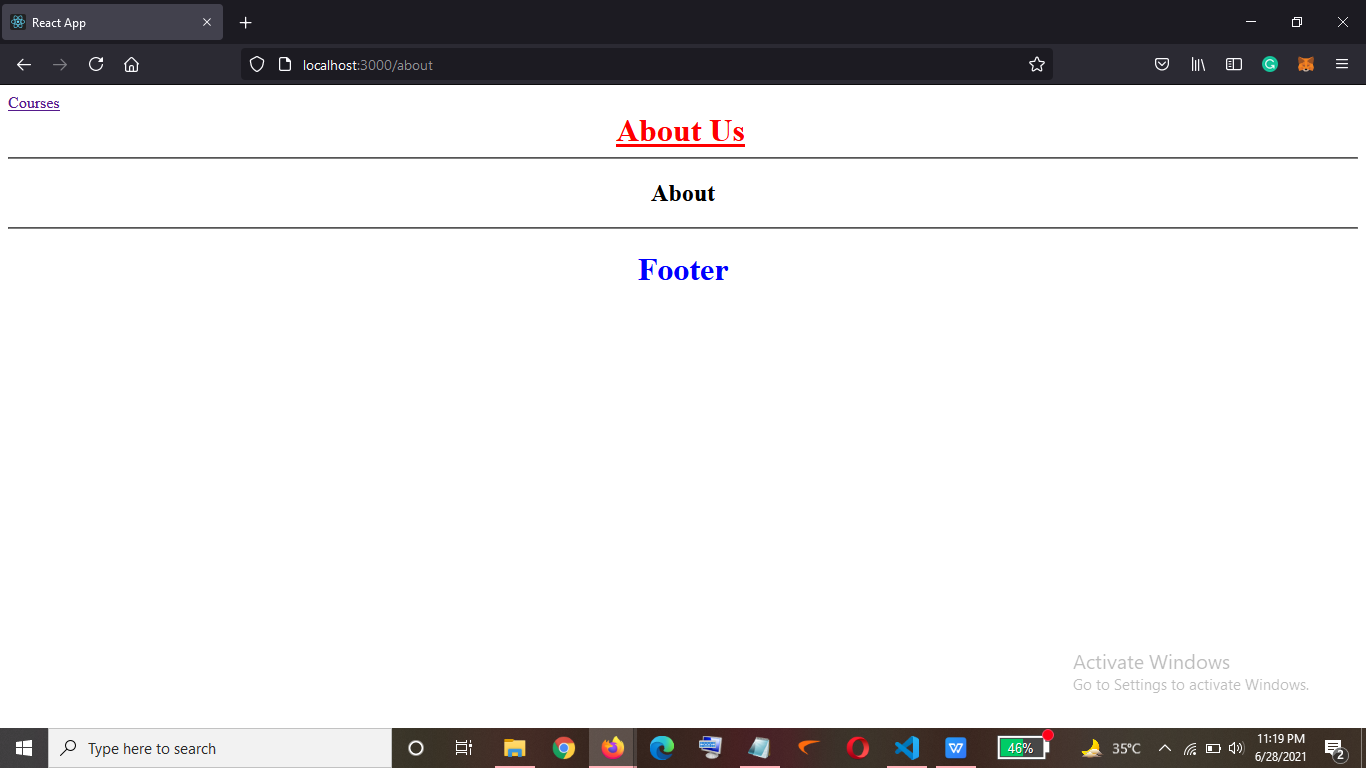 React App
localhost:3000/about
Courses
About Us
About
Footer
Activate Windows
Go to Settings to activate Windows.
Type here to search
46%
35°C
11:19 PM
6/28/2021
2